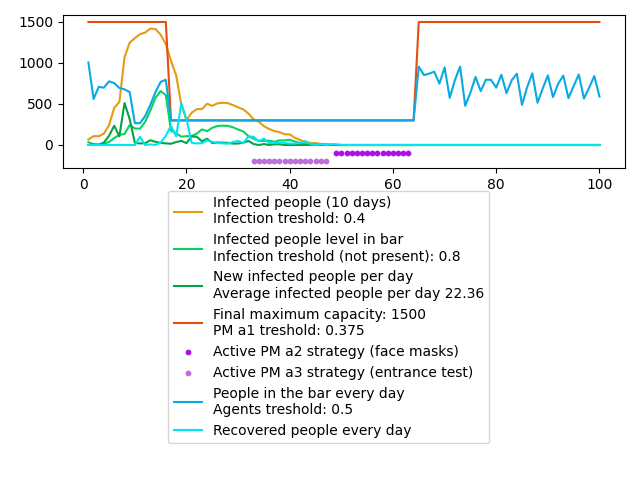 1500
1000
500
0
0 20 40 60 80 100
Infected people (10 days)
Infection treshold: 0.4
Infected people level in bar
Infection treshold (not present): 0.8
New infected people per day
Average infected people per day 22.36
Final maximum capacity: 1500
PM a1 treshold: 0.375
Active PM a2 strategy (face masks)
Active PM a3 strategy (entrance test)
People in the bar every day
Agents treshold: 0.5
Recovered people every day